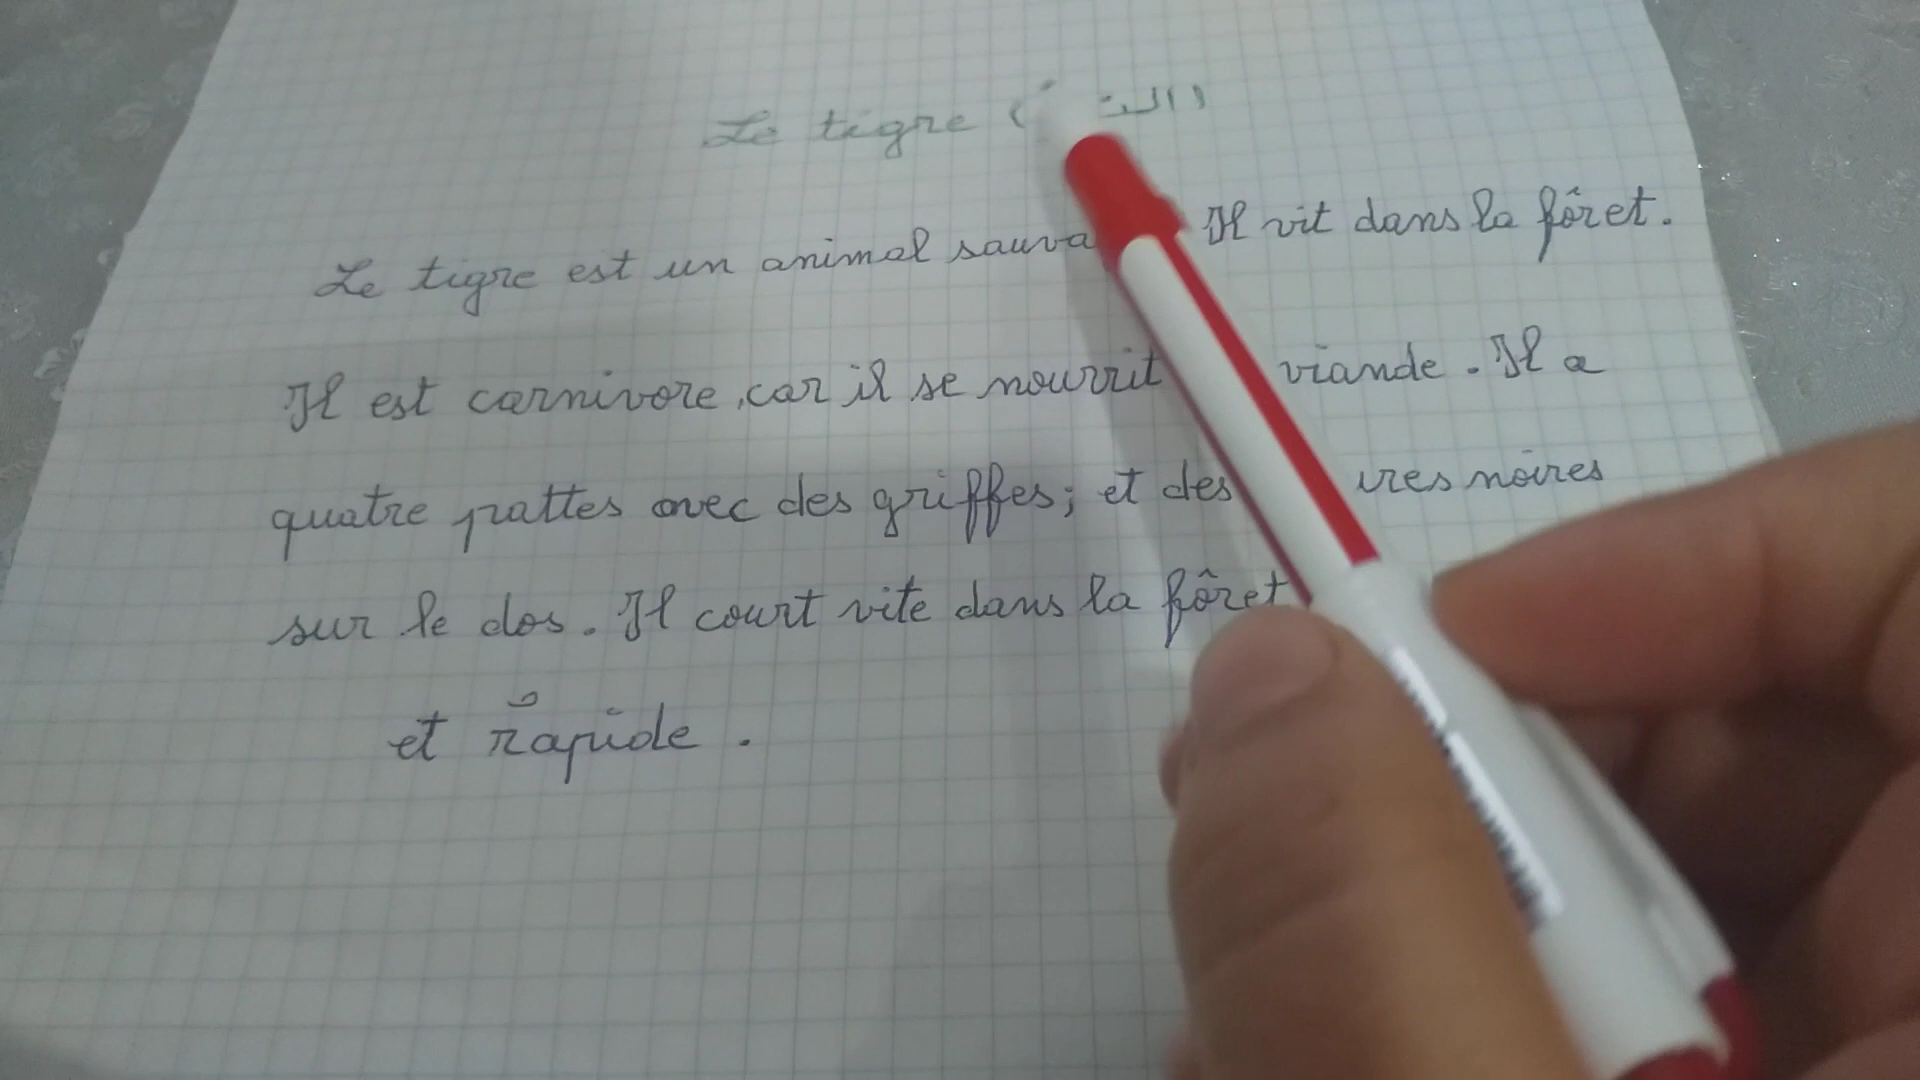 Le tigre
Le tigre est un animal Il vit dans la fôret.
Il est carnivore, car il se nourrit viande. Il a
quatre pattes avec des griffes; et des noires
sur le dos. Il court vite dans la fôret
et rapide.